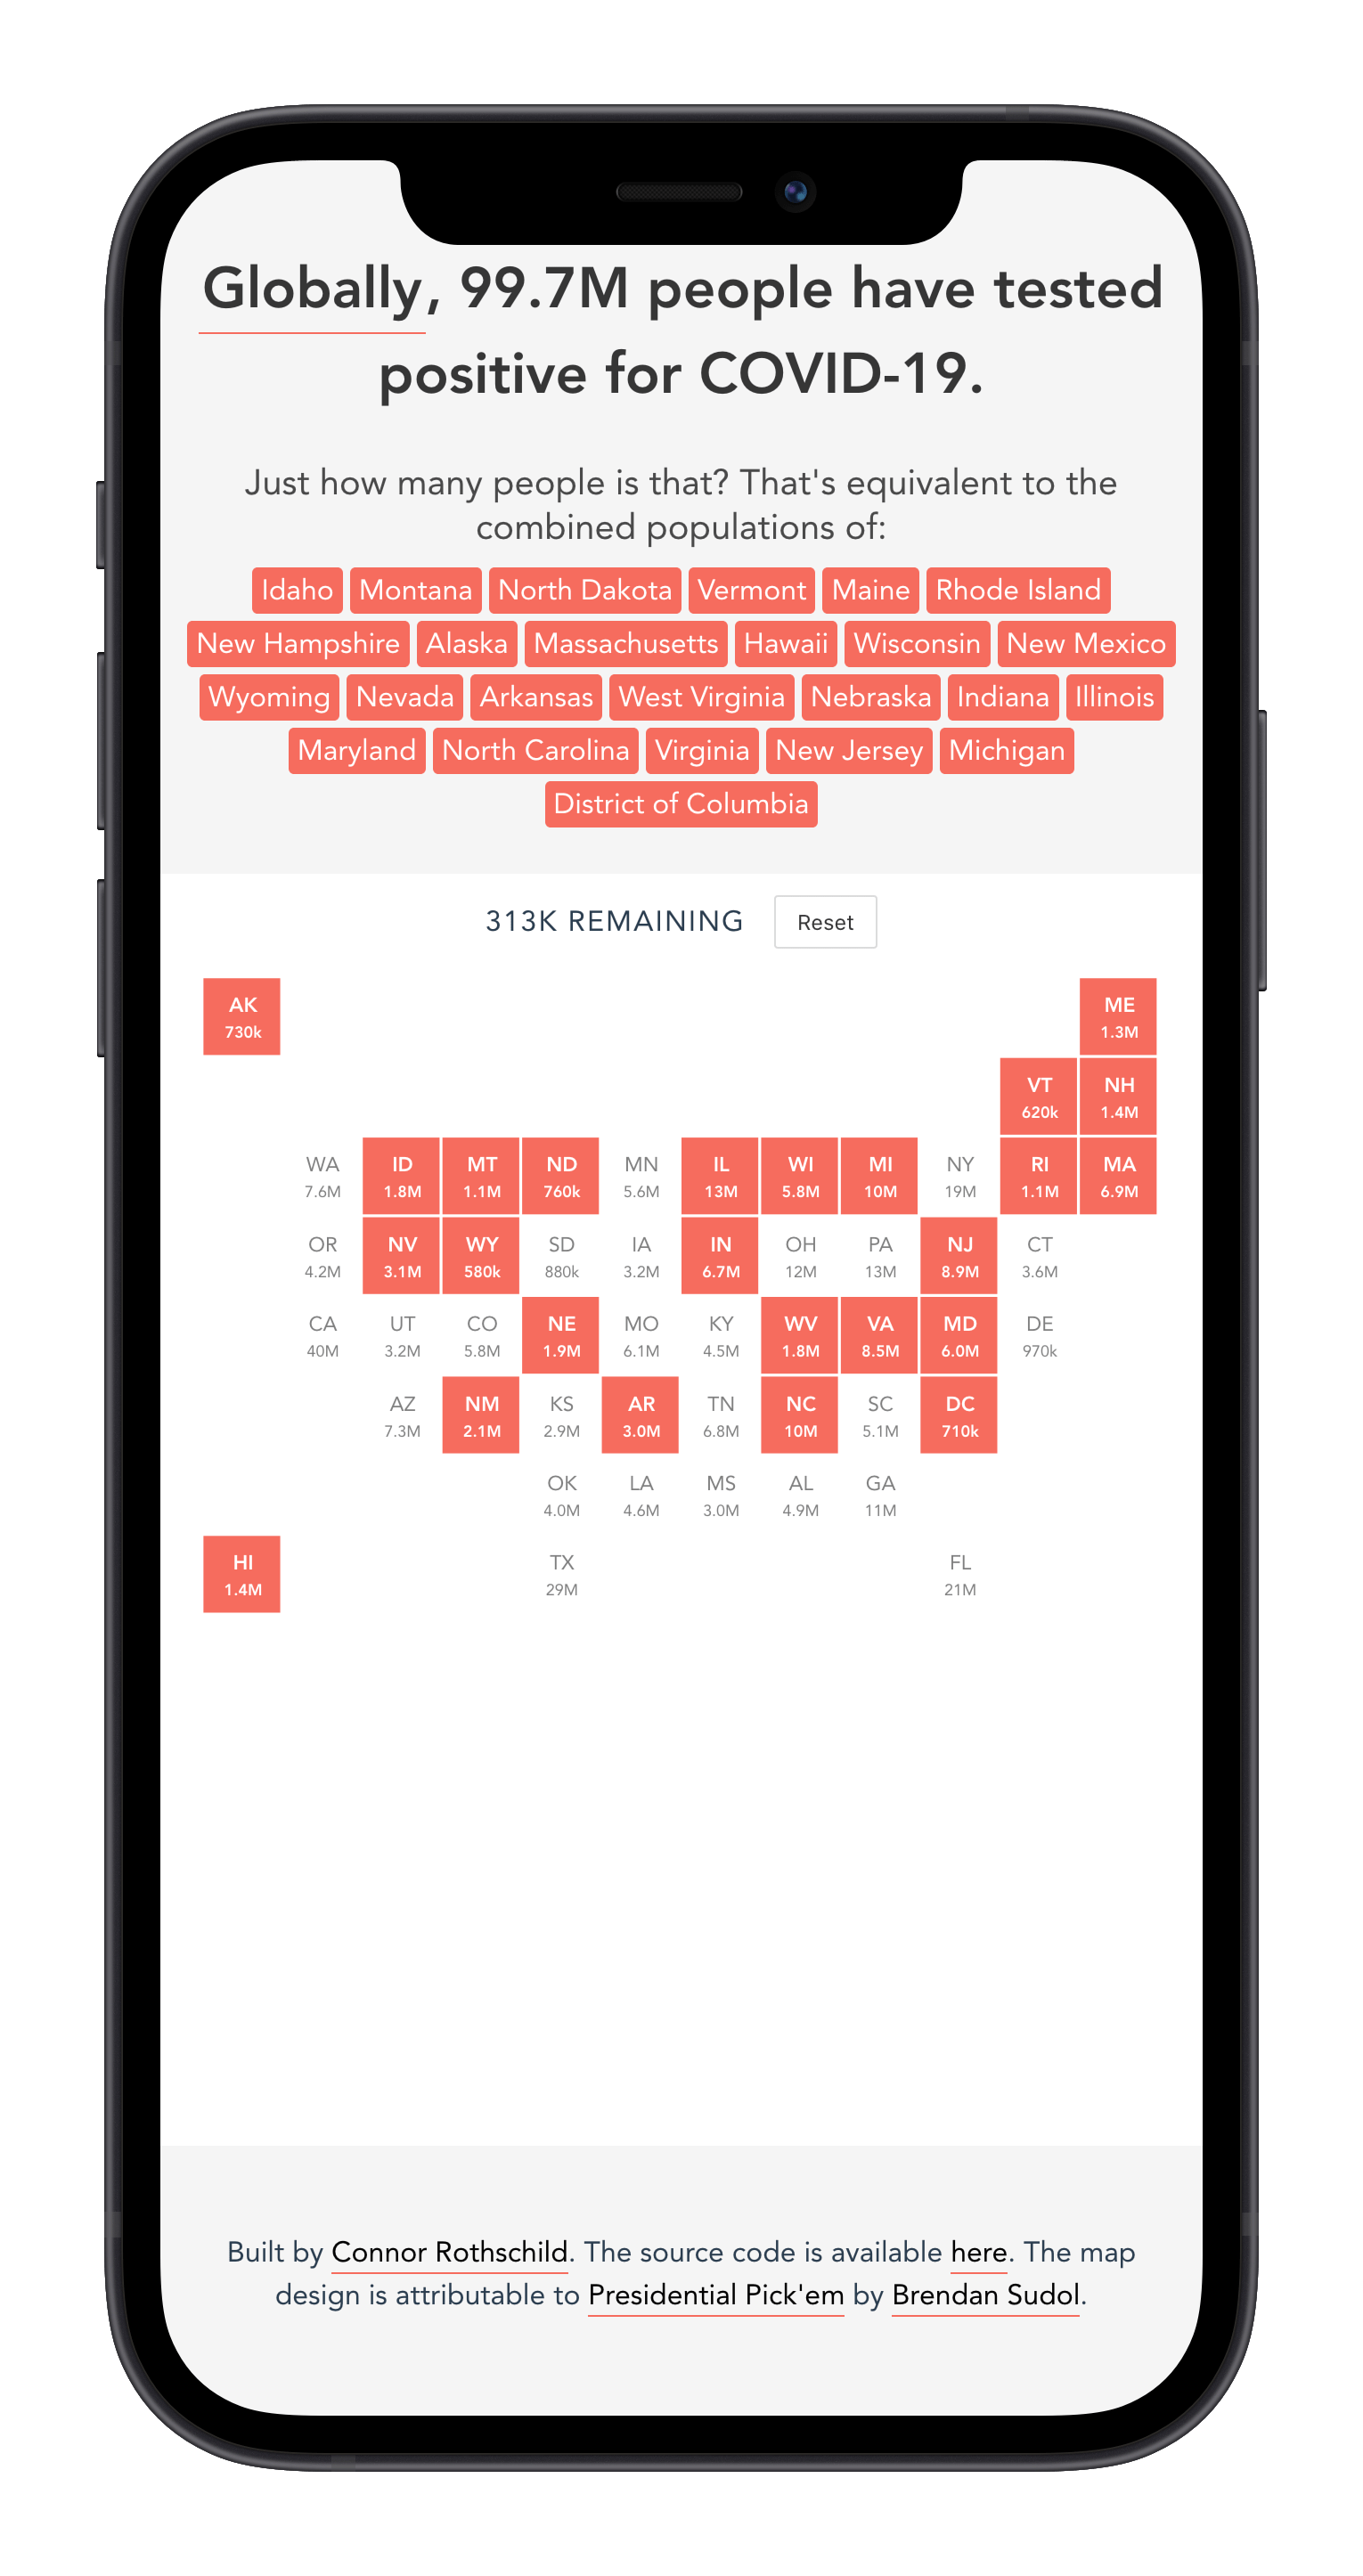 Globally, 99.7M people have tested
positive for COVID-19.
Just how many people is that? That's equivalent to the
combined populations of:
Idaho Montana North Dakota Vermont Maine Rhode Island
New Hampshire Alaska Massachusetts Hawaii Wisconsin New Mexico
Wyoming Nevada Arkansas West Virginia Nebraska Indiana Illinois
Maryland North Carolina Virginia New Jersey Michigan
District of Columbia
313K REMAINING Reset
AK ME
730k 1.3M
VT NH
620k 1.4M
WA ID MT ND MN IL WI MI NY RI MA
7.6M 1.8M 1.1M 760k 5.6M 13M 5.8M 10M 19M 1.1M 6.9M
OR NV WY SD IA IN OH PA NJ CT
4.2M 3.1M 580k 880k 3.2M 6.7M 12M 13M 8.9M 3.6M
CA UT CO NE MO KY WV VA MD DE
40M 3.2M 5.8M 1.9M 6.1M 4.5M 1.8M 8.5M 6.0M 970k
AZ NM KS AR TN NC SC DC
7.3M 2.1M 2.9M 3.0M 6.8M 10M 5.1M 710k
OK LA MS AL GA
4.0M 4.6M 3.0M 4.9M 11M
HI TX FL
1.4M 29M 21M
Built by Connor Rothschild. The source code is available here. The map
design is attributable to Presidential Pick'em by Brendan Sudol.